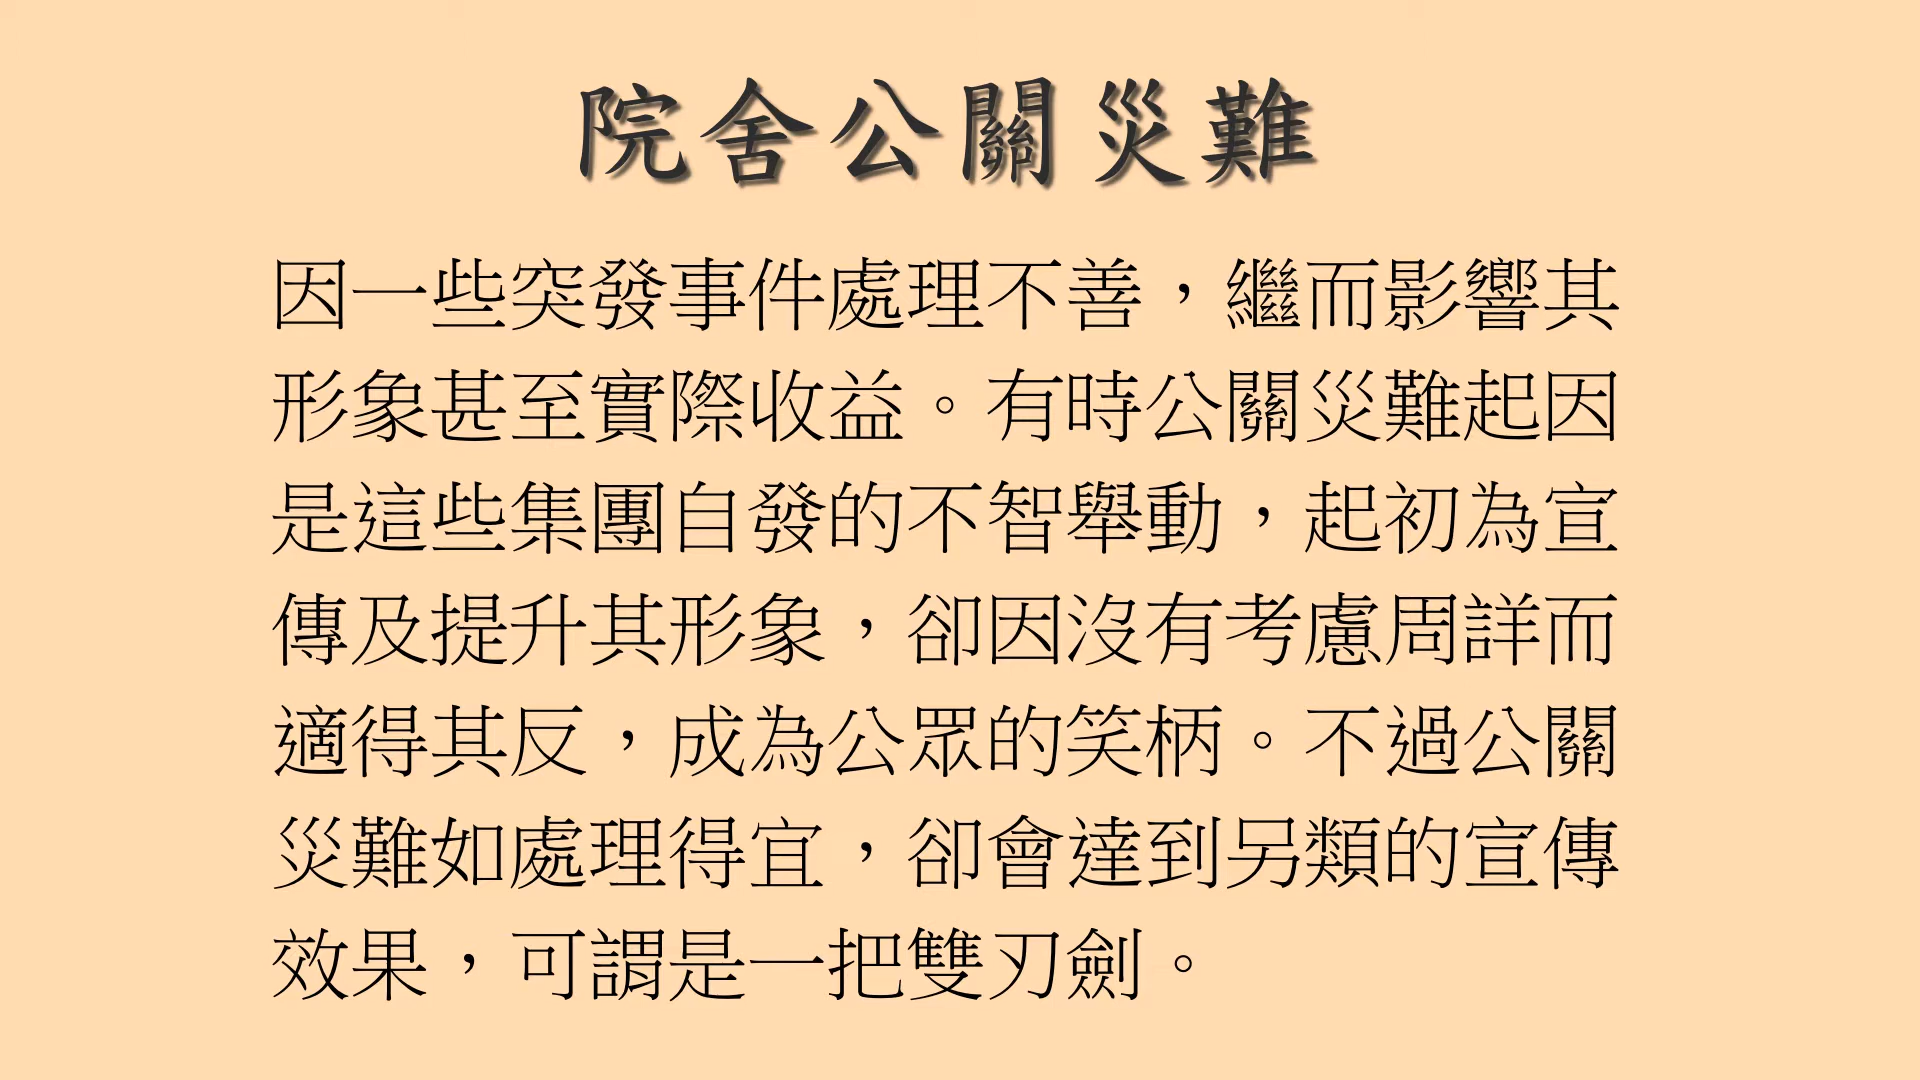 院舍公關災難
因一些突發事件處理不善，繼而影響其
形象甚至實際收益。有時公關災難起因
是這些集團自發的不智舉動，起初為宣
傳及提升其形象，卻因沒有考慮周詳而
適得其反，成為公眾的笑柄。不過公關
災難如處理得宜，卻會達到另類的宣傳
效果，可謂是一把雙刃劍。